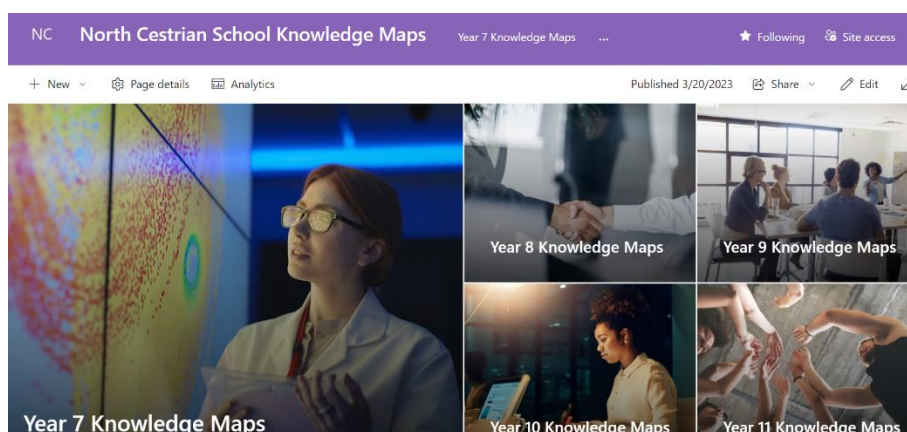 NC North Cestrian School Knowledge Maps Year 7 Knowledge Maps ... Following Site access
+ New Page details Analytics Published 3/20/2023 Share Edit
Year 8 Knowledge Maps Year 9 Knowledge Maps
Year 7 Knowledge Maps Year 10 Knowledge Maps Year 11 Knowledge Maps